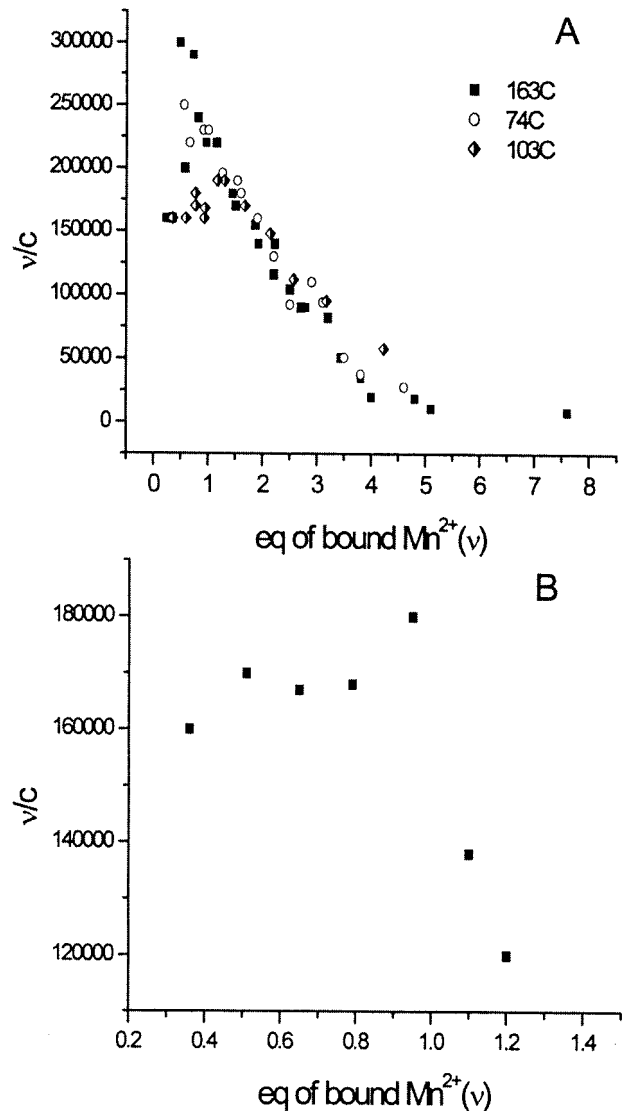 A
300000
250000
200000
150000
100000
50000
0
ν/c
163C
74C
103C
0 1 2 3 4 5 6 7 8
eq of bound Mn²⁺(ν)
B
180000
160000
140000
120000
ν/c
0.2 0.4 0.6 0.8 1.0 1.2 1.4
eq of bound Mn²⁺(ν)